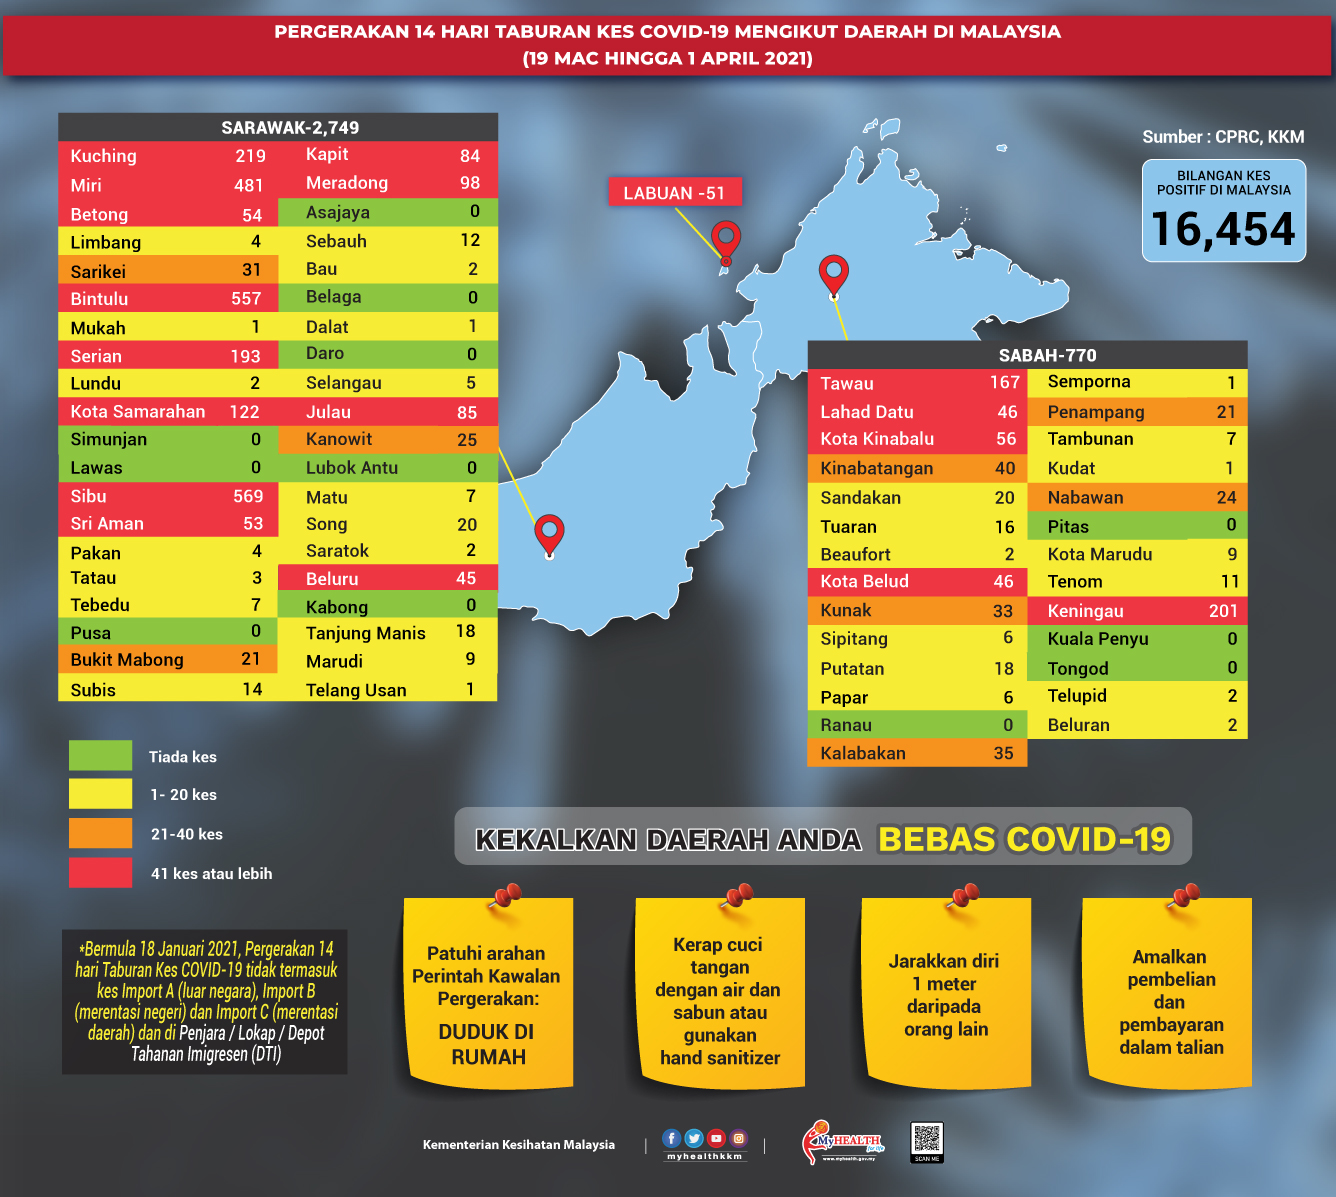 PERGERAKAN 14 HARI TABURAN KES COVID-19 MENGIKUT DAERAH DI MALAYSIA
(19 MAC HINGGA 1 APRIL 2021)
SARAWAK-2,749
Kuching 219 Kapit 84
Miri 481 Meradong 98
Betong 54 Asajaya 0
Limbang 4 Sebauh 12
Sarikei 31 Bau 2
Bintulu 557 Belaga 0
Mukah 1 Dalat 1
Serian 193 Daro 0
Lundu 2 Selangau 5
Kota Samarahan 122 Julau 85
Simunjan 0 Kanowit 25
Lawas 0 Lubok Antu 0
Sibu 569 Matu 7
Sri Aman 53 Song 20
Pakan 4 Saratok 2
Tatau 3 Beluru 45
Tebedu 7 Kabong 0
Pusa 0 Tanjung Manis 18
Bukit Mabong 21 Marudi 9
Subis 14 Telang Usan 1
LABUAN -51
Sumber : CPRC, KKM
BILANGAN KES
POSITIF DI MALAYSIA
16,454
SABAH-770
Tawau 167 Semporna 1
Lahad Datu 46 Penampang 21
Kota Kinabalu 56 Tambunan 7
Kinabatangan 40 Kudat 1
Sandakan 20 Nabawan 24
Tuaran 16 Pitas 0
Beaufort 2 Kota Marudu 9
Kota Belud 46 Tenom 11
Kunak 33 Keningau 201
Sipitang 6 Kuala Penyu 0
Putatan 18 Tongod 0
Papar 6 Telupid 2
Ranau 0 Beluran 2
Kalabakan 35
Tiada kes
1- 20 kes
21-40 kes
41 kes atau lebih
*Bermula 18 Januari 2021, Pergerakan 14
hari Taburan Kes COVID-19 tidak termasuk
kes Import A (luar negara), Import B
(merentasi negeri) dan Import C (merentasi
daerah) dan di Penjara / Lokap / Depot
Tahanan Imigresen (DTI)
KEKALKAN DAERAH ANDA BEBAS COVID-19
Patuhi arahan
Perintah Kawalan
Pergerakan:
DUDUK DI
RUMAH
Kerap cuci
tangan
dengan air dan
sabun atau
gunakan
hand sanitizer
Jarakkan diri
1 meter
daripada
orang lain
Amalkan
pembelian
dan
pembayaran
dalam talian
Kementerian Kesihatan Malaysia
myhealthkkm
MyHEALTH
for life
www.myhealth.gov.my
SCAN ME